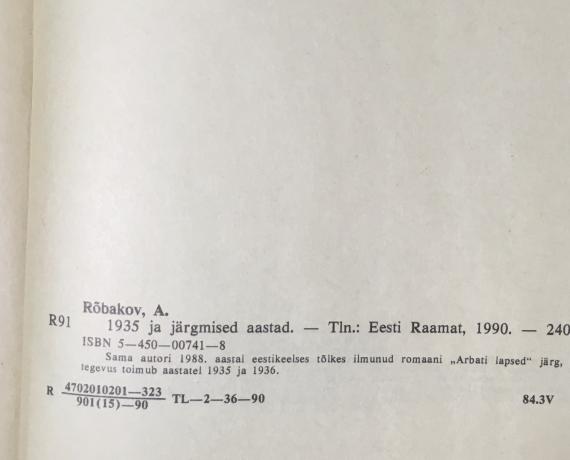 Rõbakov, A.
R91 1935 ja järgmised aastad. — Tln.: Eesti Raamat, 1990. — 240
ISBN 5—450—00741—8
Sama autori 1988. aastal eestikeelses tõlkes ilmunud romaani „Arbati lapsed" järg,
tegevus toimub aastatel 1935 ja 1936.
R 4702010201—323
901(15)—90 TL—2—36—90 84.3V